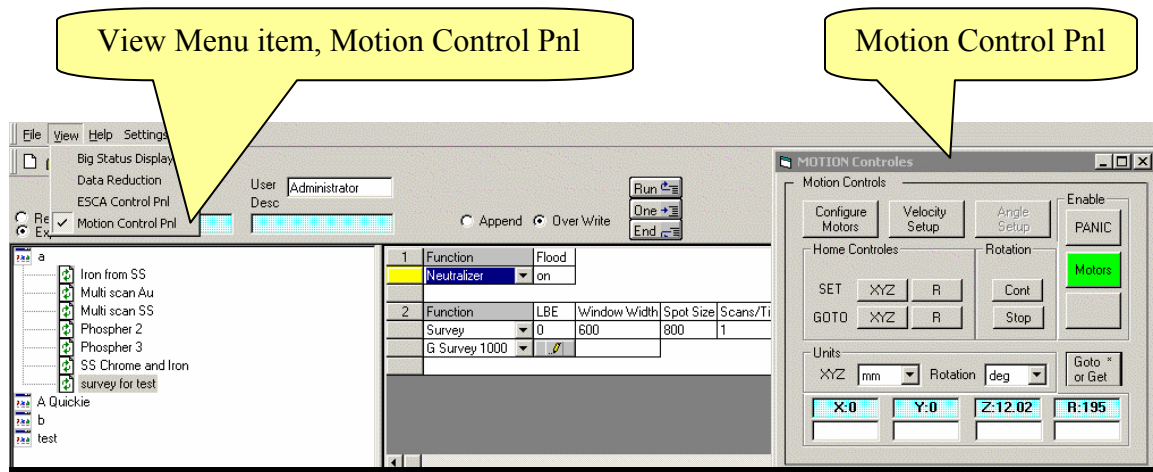 View Menu item, Motion Control Pnl
Motion Control Pnl
File View Help Settings
Big Status Display
Data Reduction
ESCA Control Pnl
Motion Control Pnl
User Administrator
Desc
Append Over Write
Run
One
End
a
Iron from SS
Multi scan Au
Multi scan SS
Phospher 2
Phospher 3
SS Chrome and Iron
survey for test
A Quickie
b
test
1 Function Flood
Neutralizer on
2 Function LBE Window Width Spot Size Scans/Ti
Survey 0 600 800 1
G Survey 1000
MOTION Controles
Motion Controls
Configure Motors
Velocity Setup
Angle Setup
Enable
PANIC
Motors
Home Controles
SET XYZ R
GOTO XYZ R
Rotation
Cont
Stop
Units
XYZ mm Rotation deg
Goto * or Get
X:0 Y:0 Z:12.02 R:195